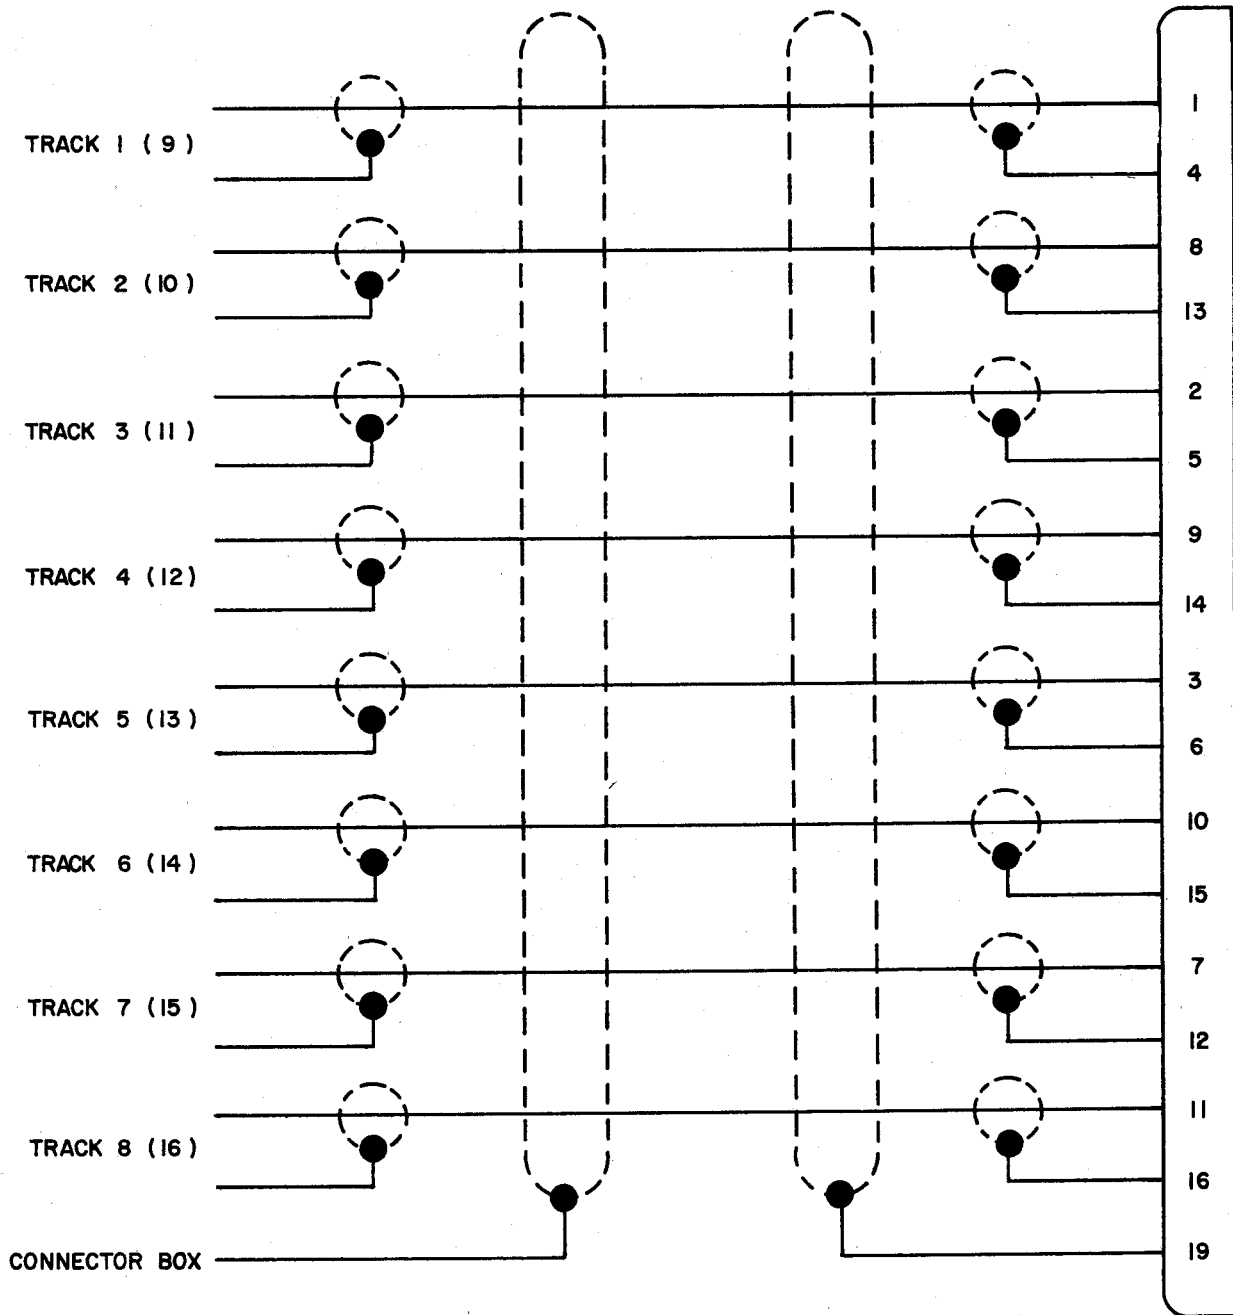 1
TRACK 1 (9)
4
8
TRACK 2 (10)
13
2
TRACK 3 (11)
5
9
TRACK 4 (12)
14
3
TRACK 5 (13)
6
10
TRACK 6 (14)
15
7
TRACK 7 (15)
12
11
TRACK 8 (16)
16
CONNECTOR BOX
19